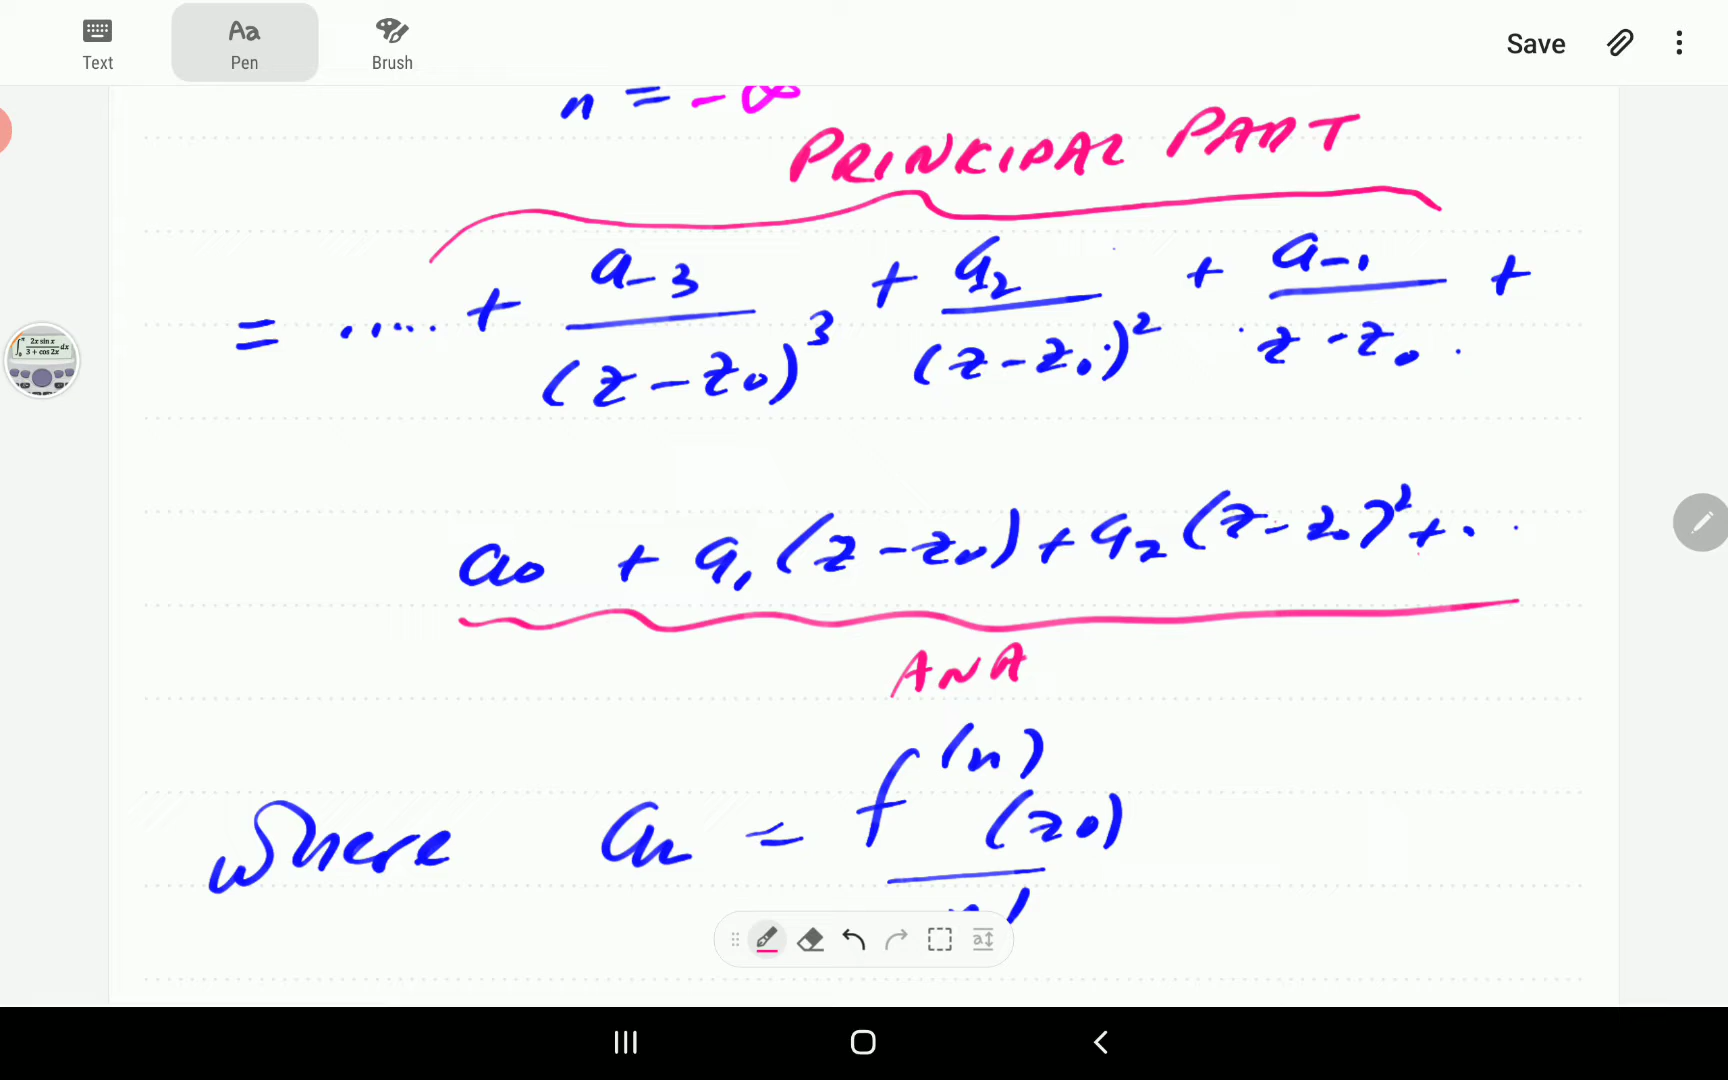 Text
Pen
Brush
Save
n = -∞
PRINCIPAL PART
= ..... + a-3/(z-z0)^3 + a2/(z-z0)^2 + a-1/z-z0 +
a0 + a1(z-z0) + a2(z-z0)^2 + ..
ANA
where an = f^(n)(z0)/n!